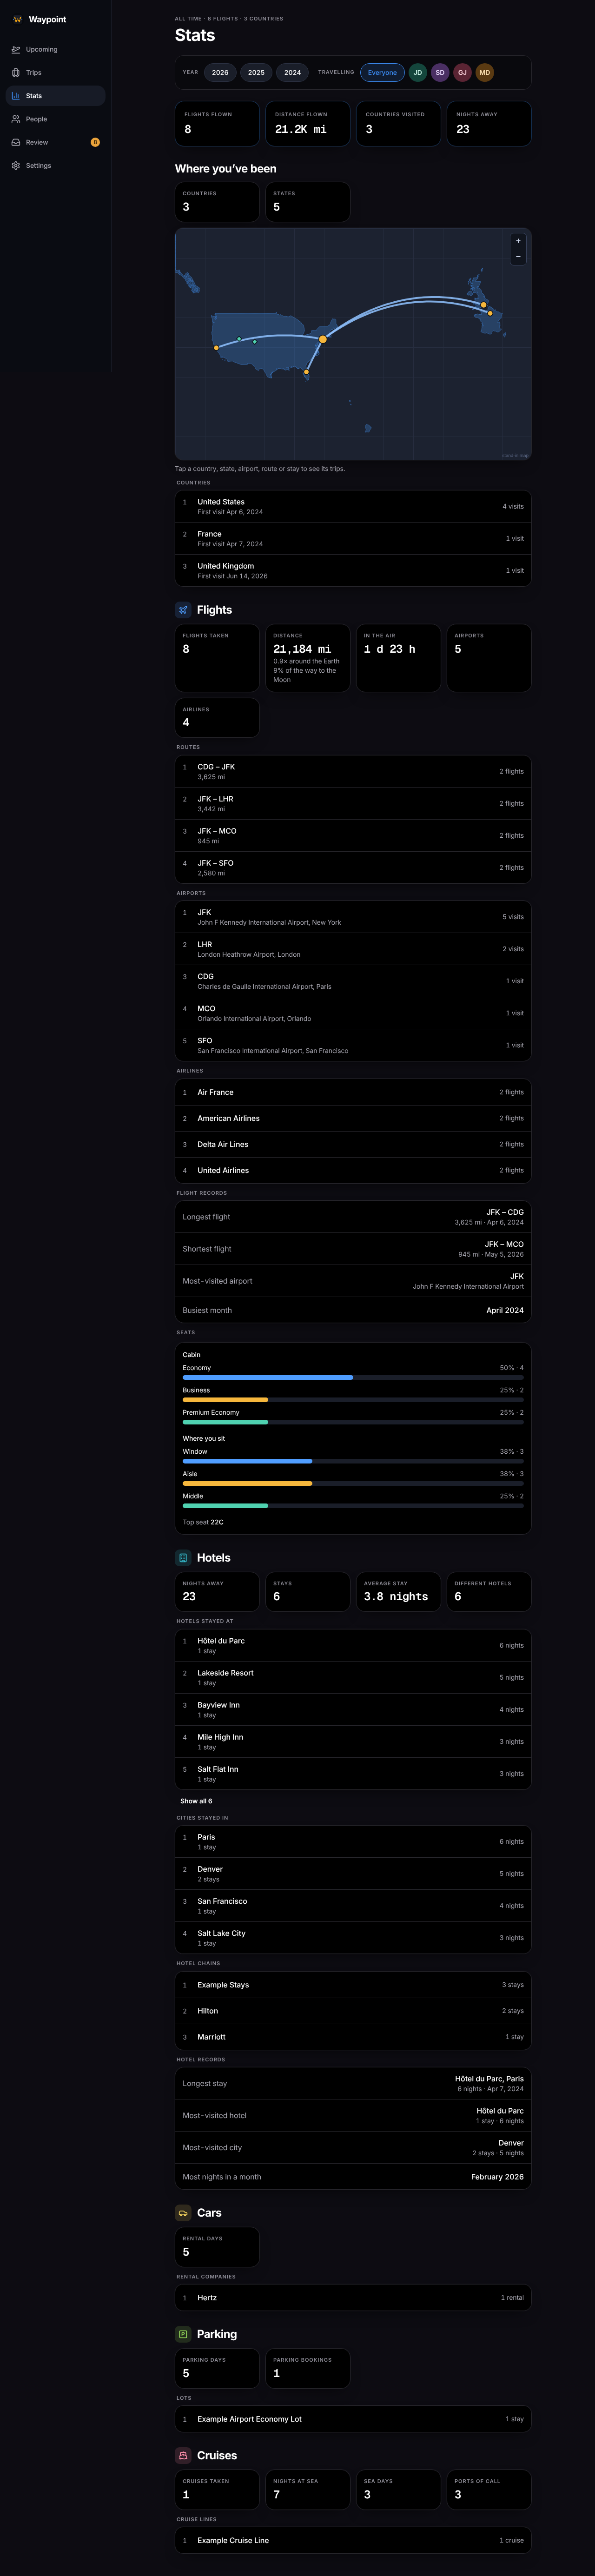 Waypoint
Upcoming
Trips
Stats
People
Review
8
Settings
ALL TIME · 8 FLIGHTS · 3 COUNTRIES
Stats
YEAR
2026
2025
2024
TRAVELLING
Everyone
JD
SD
GJ
MD
FLIGHTS FLOWN
8
DISTANCE FLOWN
21.2K mi
COUNTRIES VISITED
3
NIGHTS AWAY
23
Where you’ve been
COUNTRIES
3
STATES
5
+
−
Tap a country, state, airport, route or stay to see its trips.
COUNTRIES
1
United States
First visit Apr 6, 2024
4 visits
2
France
First visit Apr 7, 2024
1 visit
3
United Kingdom
First visit Jun 14, 2026
1 visit
Flights
FLIGHTS TAKEN
8
DISTANCE
21,184 mi
0.9× around the Earth
9% of the way to the
Moon
IN THE AIR
1 d 23 h
AIRPORTS
5
AIRLINES
4
ROUTES
1
CDG – JFK
3,625 mi
2 flights
2
JFK – LHR
3,442 mi
2 flights
3
JFK – MCO
945 mi
2 flights
4
JFK – SFO
2,580 mi
2 flights
AIRPORTS
1
JFK
John F Kennedy International Airport, New York
5 visits
2
LHR
London Heathrow Airport, London
2 visits
3
CDG
Charles de Gaulle International Airport, Paris
1 visit
4
MCO
Orlando International Airport, Orlando
1 visit
5
SFO
San Francisco International Airport, San Francisco
1 visit
AIRLINES
1
Air France
2 flights
2
American Airlines
2 flights
3
Delta Air Lines
2 flights
4
United Airlines
2 flights
FLIGHT RECORDS
Longest flight
JFK – CDG
3,625 mi · Apr 6, 2024
Shortest flight
JFK – MCO
945 mi · May 5, 2026
Most-visited airport
JFK
John F Kennedy International Airport
Busiest month
April 2024
SEATS
Cabin
Economy
50% · 4
Business
25% · 2
Premium Economy
25% · 2
Where you sit
Window
38% · 3
Aisle
38% · 3
Middle
25% · 2
Top seat 22C
Hotels
NIGHTS AWAY
23
STAYS
6
AVERAGE STAY
3.8 nights
DIFFERENT HOTELS
6
HOTELS STAYED AT
1
Hôtel du Parc
1 stay
6 nights
2
Lakeside Resort
1 stay
5 nights
3
Bayview Inn
1 stay
4 nights
4
Mile High Inn
1 stay
3 nights
5
Salt Flat Inn
1 stay
3 nights
Show all 6
CITIES STAYED IN
1
Paris
1 stay
6 nights
2
Denver
2 stays
5 nights
3
San Francisco
1 stay
4 nights
4
Salt Lake City
1 stay
3 nights
HOTEL CHAINS
1
Example Stays
3 stays
2
Hilton
2 stays
3
Marriott
1 stay
HOTEL RECORDS
Longest stay
Hôtel du Parc, Paris
6 nights · Apr 7, 2024
Most-visited hotel
Hôtel du Parc
1 stay · 6 nights
Most-visited city
Denver
2 stays · 5 nights
Most nights in a month
February 2026
Cars
RENTAL DAYS
5
RENTAL COMPANIES
1
Hertz
1 rental
Parking
PARKING DAYS
5
PARKING BOOKINGS
1
LOTS
1
Example Airport Economy Lot
1 stay
Cruises
CRUISES TAKEN
1
NIGHTS AT SEA
7
SEA DAYS
3
PORTS OF CALL
3
CRUISE LINES
1
Example Cruise Line
1 cruise